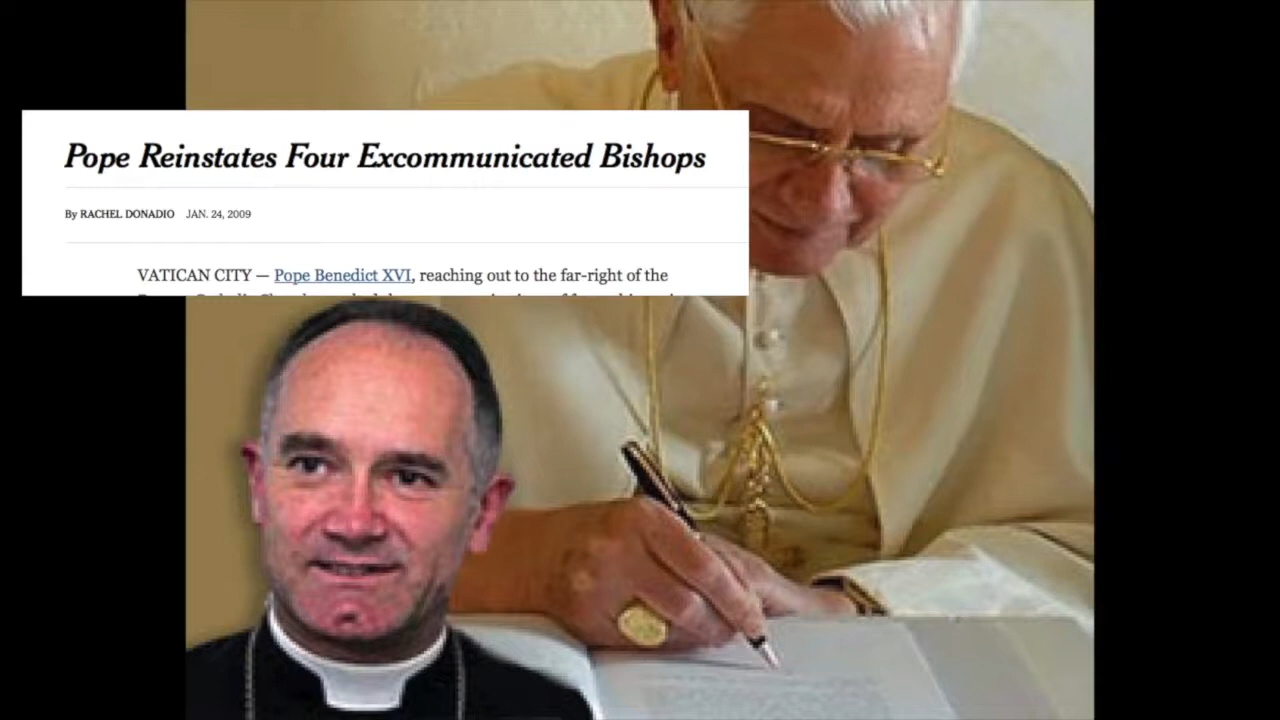 Pope Reinstates Four Excommunicated Bishops
By RACHEL DONADIO JAN. 24, 2009
VATICAN CITY — Pope Benedict XVI, reaching out to the far-right of the